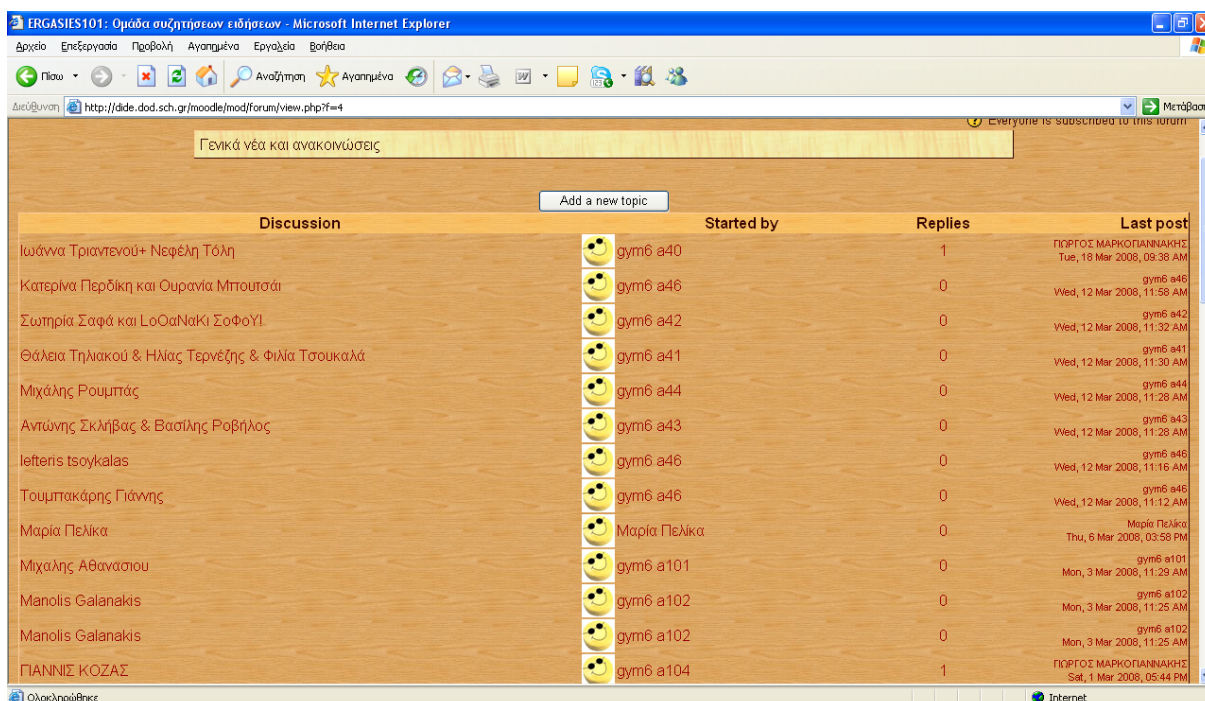 ERGASIES101: Ομάδα συζητήσεων ειδήσεων - Microsoft Internet Explorer
Αρχείο Επεξεργασία Προβολή Αγαπημένα Εργαλεία Βοήθεια
Πίσω Αναζήτηση Αγαπημένα
Διεύθυνση http://dide.dod.sch.gr/moodle/mod/forum/view.php?f=4 Μετάβαση
Everyone is subscribed to this forum
Γενικά νέα και ανακοινώσεις
Add a new topic
Discussion Started by Replies Last post
Ιωάννα Τριαντενού+ Νεφέλη Τόλη gym6 a40 1 ΓΙΩΡΓΟΣ ΜΑΡΚΟΓΙΑΝΝΑΚΗΣ
Tue, 18 Mar 2008, 09:38 AM
Κατερίνα Περδίκη και Ουρανία Μπουτσάι gym6 a46 0 gym6 a46
Wed, 12 Mar 2008, 11:58 AM
Σωτηρία Σαφά και LoOαNαKι ΣοΦοΥ!. gym6 a42 0 gym6 a42
Wed, 12 Mar 2008, 11:32 AM
Θάλεια Τηλιακού & Ηλίας Τερνέζης & Φιλία Τσουκαλά gym6 a41 0 gym6 a41
Wed, 12 Mar 2008, 11:30 AM
Μιχάλης Ρουμπάς gym6 a44 0 gym6 a44
Wed, 12 Mar 2008, 11:28 AM
Αντώνης Σκλήβας & Βασίλης Ροβήλος gym6 a43 0 gym6 a43
Wed, 12 Mar 2008, 11:28 AM
lefteris tsoykalas gym6 a46 0 gym6 a46
Wed, 12 Mar 2008, 11:16 AM
Τουμπακάρης Γιάννης gym6 a46 0 gym6 a46
Wed, 12 Mar 2008, 11:12 AM
Μαρία Πελίκα Μαρία Πελίκα 0 Μαρία Πελίκα
Thu, 6 Mar 2008, 03:58 PM
Μιχαλης Αθανασιου gym6 a101 0 gym6 a101
Mon, 3 Mar 2008, 11:29 AM
Manolis Galanakis gym6 a102 0 gym6 a102
Mon, 3 Mar 2008, 11:25 AM
Manolis Galanakis gym6 a102 0 gym6 a102
Mon, 3 Mar 2008, 11:25 AM
ΓΙΑΝΝΙΣ ΚΟΖΑΣ gym6 a104 1 ΓΙΩΡΓΟΣ ΜΑΡΚΟΓΙΑΝΝΑΚΗΣ
Sat, 1 Mar 2008, 05:44 PM
Ολοκληρώθηκε Internet